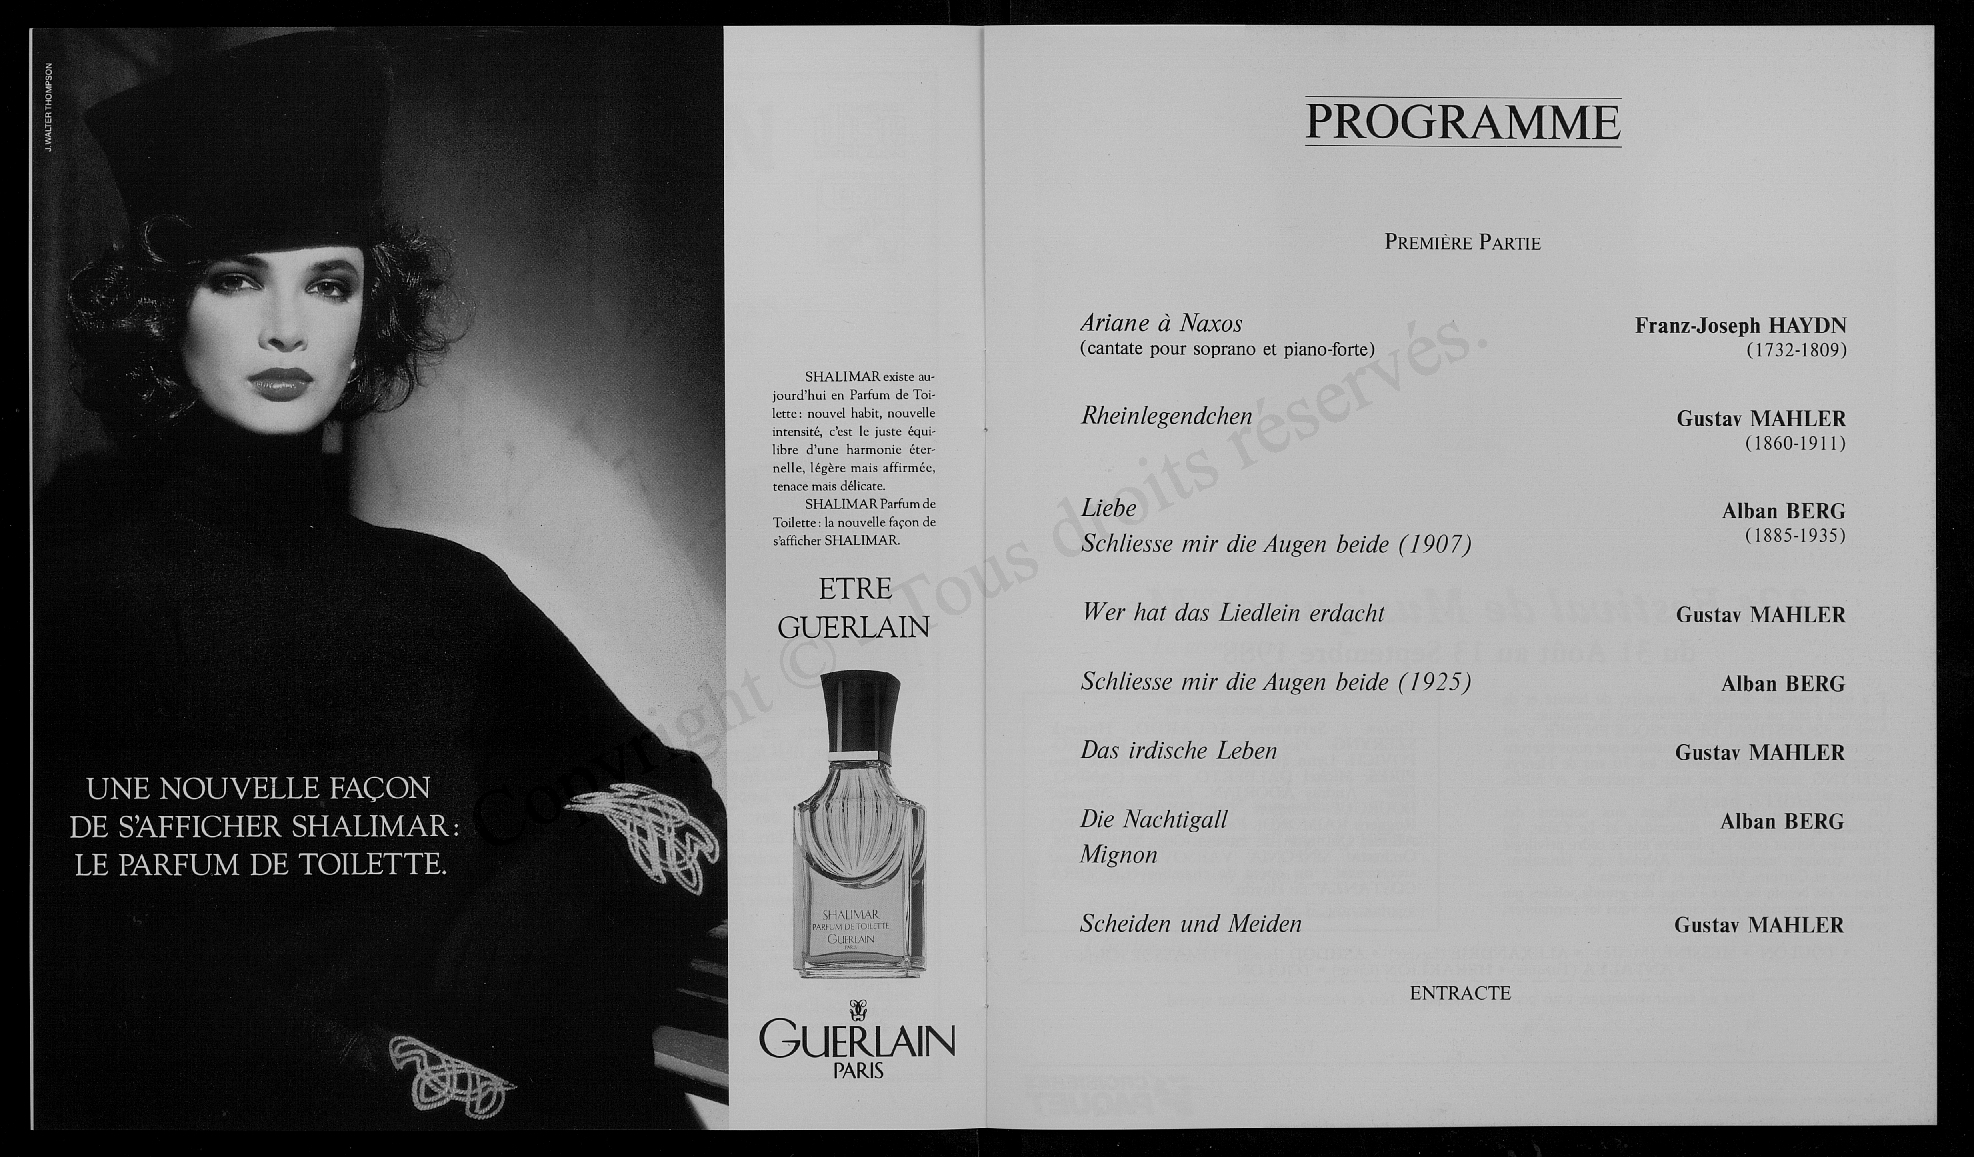 J. WALTER THOMPSON
UNE NOUVELLE FAÇON
DE S'AFFICHER SHALIMAR:
LE PARFUM DE TOILETTE.
SHALIMAR existe au-
jourd'hui en Parfum de Toi-
lette: nouvel habit, nouvelle
intensité, c'est le juste équi-
libre d'une harmonie éter-
nelle, légère mais affirmée,
tenace mais délicate.
SHALIMAR Parfum de
Toilette: la nouvelle façon de
s'afficher SHALIMAR.
ETRE
GUERLAIN
SHALIMAR
PARFUM DE TOILETTE
GUERLAIN
PARIS
GUERLAIN
PARIS
PROGRAMME
PREMIÈRE PARTIE
Ariane à Naxos Franz-Joseph HAYDN
(cantate pour soprano et piano-forte) (1732-1809)
Rheinlegendchen Gustav MAHLER
(1860-1911)
Liebe Alban BERG
(1885-1935)
Schliesse mir die Augen beide (1907)
Wer hat das Liedlein erdacht Gustav MAHLER
Schliesse mir die Augen beide (1925) Alban BERG
Das irdische Leben Gustav MAHLER
Die Nachtigall Alban BERG
Mignon
Scheiden und Meiden Gustav MAHLER
ENTRACTE
Copyright © - Tous droits réservés.